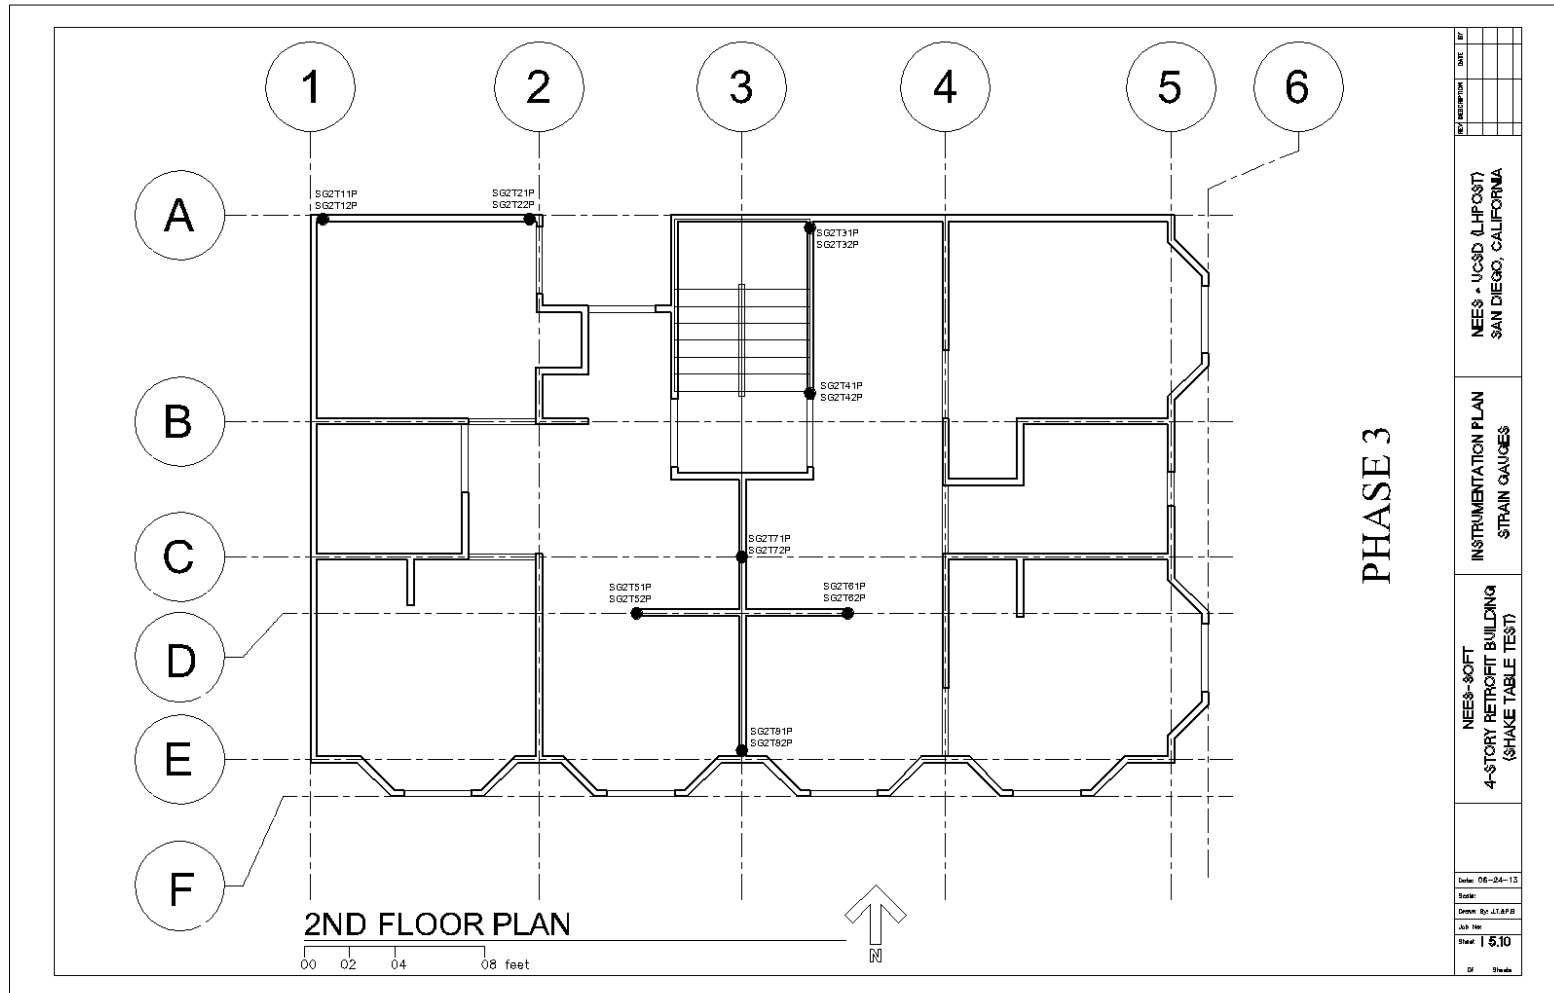 1
2
3
4
5
6
A
B
C
D
E
F
SG2T11P
SG2T12P
SG2T21P
SG2T22P
SG2T31P
SG2T32P
SG2T41P
SG2T42P
SG2T71P
SG2T72P
SG2T51P
SG2T52P
SG2T61P
SG2T62P
2ND FLOOR PLAN
00 02 04 08 feet
N
PHASE 3
REV DESCRIPTION DATE BY
NEES @ UCSD (LHPOST)
SAN DIEGO, CALIFORNIA
INSTRUMENTATION PLAN
STRAIN GAUGES
NEES-SOFT
4-STORY RETROFIT BUILDING
(SHAKE TABLE TEST)
Date: 06-24-13
Scale:
Drawn By: J.T.&P.B
Job No:
Sheet 15.10
Of Sheets